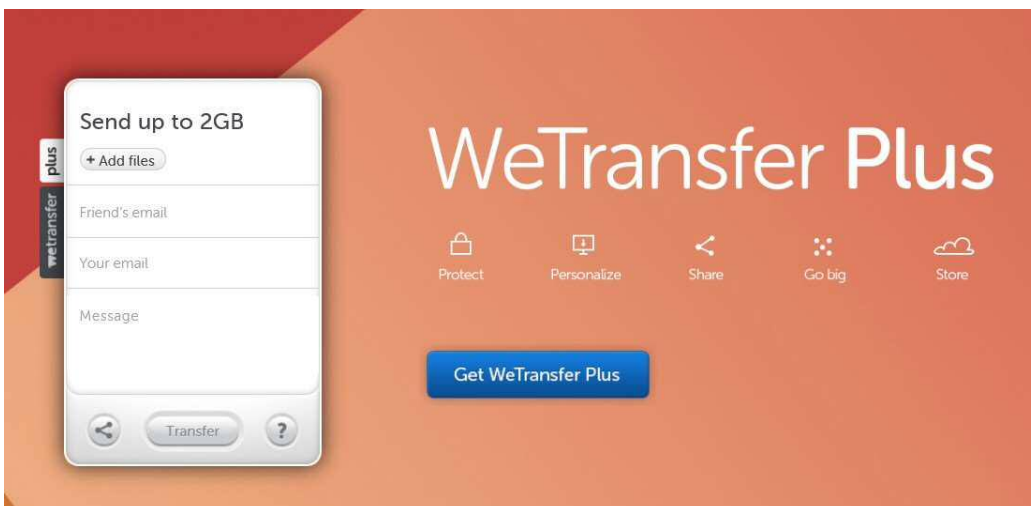 Send up to 2GB
+ Add files
Friend's email
Your email
Message
Transfer
?
plus
wetransfer
WeTransfer Plus
Protect
Personalize
Share
Go big
Store
Get WeTransfer Plus